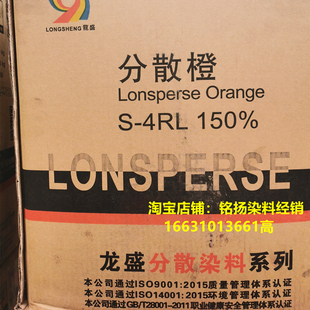 LONGSHENG 龍盛
分散橙
Lonsperse Orange
S-4RL 150%
LONSPERSE
淘宝店铺：铭扬染料经销
16631013661高
龙盛分散染料系列
本公司通过ISO9001:2015质量管理体系认证
本公司通过ISO14001:2015环境管理体系认证
本公司通过GB/T28001-2011职业健康安全管理体系认证